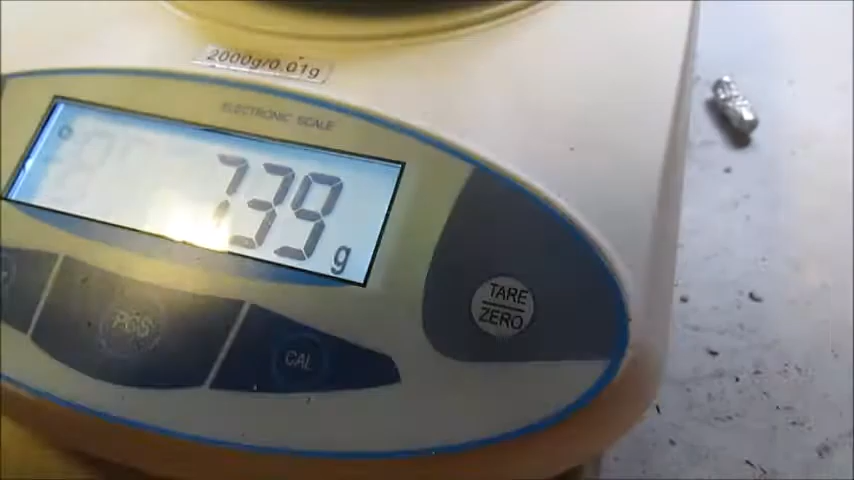 2000g/0.01g
ELECTRONIC SCALE
7.39 g
PCS
CAL
TARE
ZERO